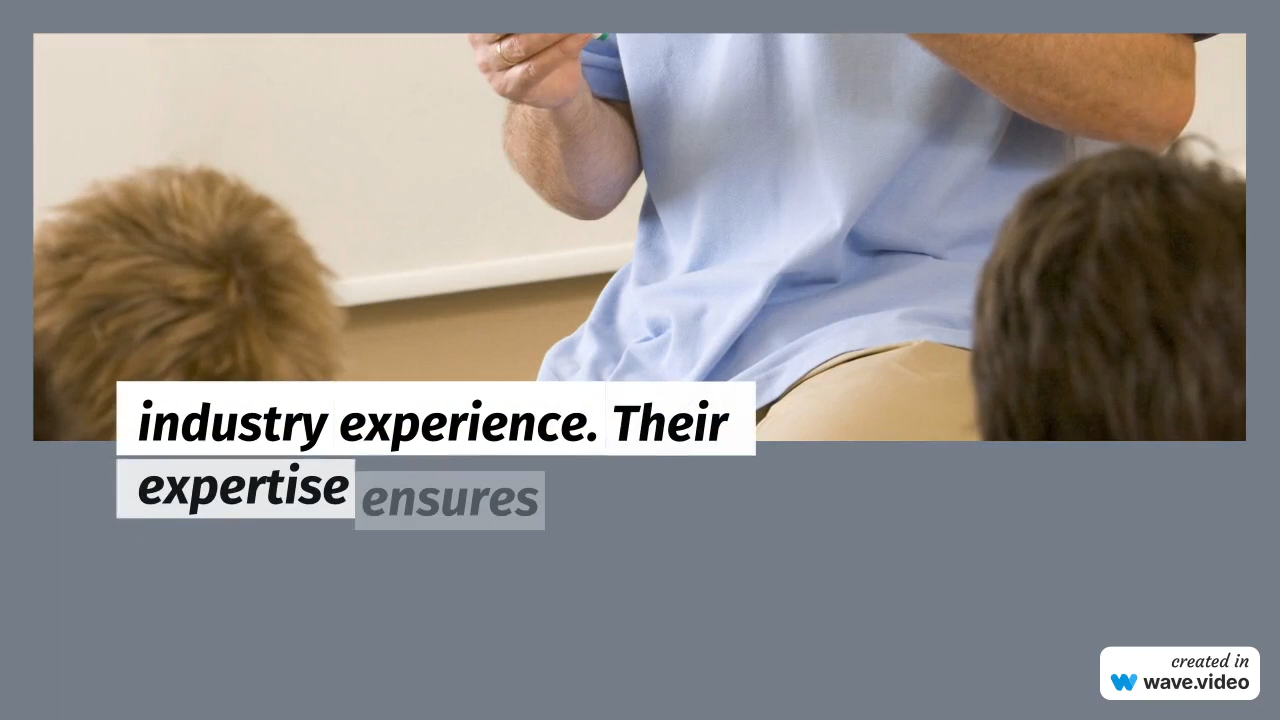 industry experience. Their
expertise ensures
created in
wave.video